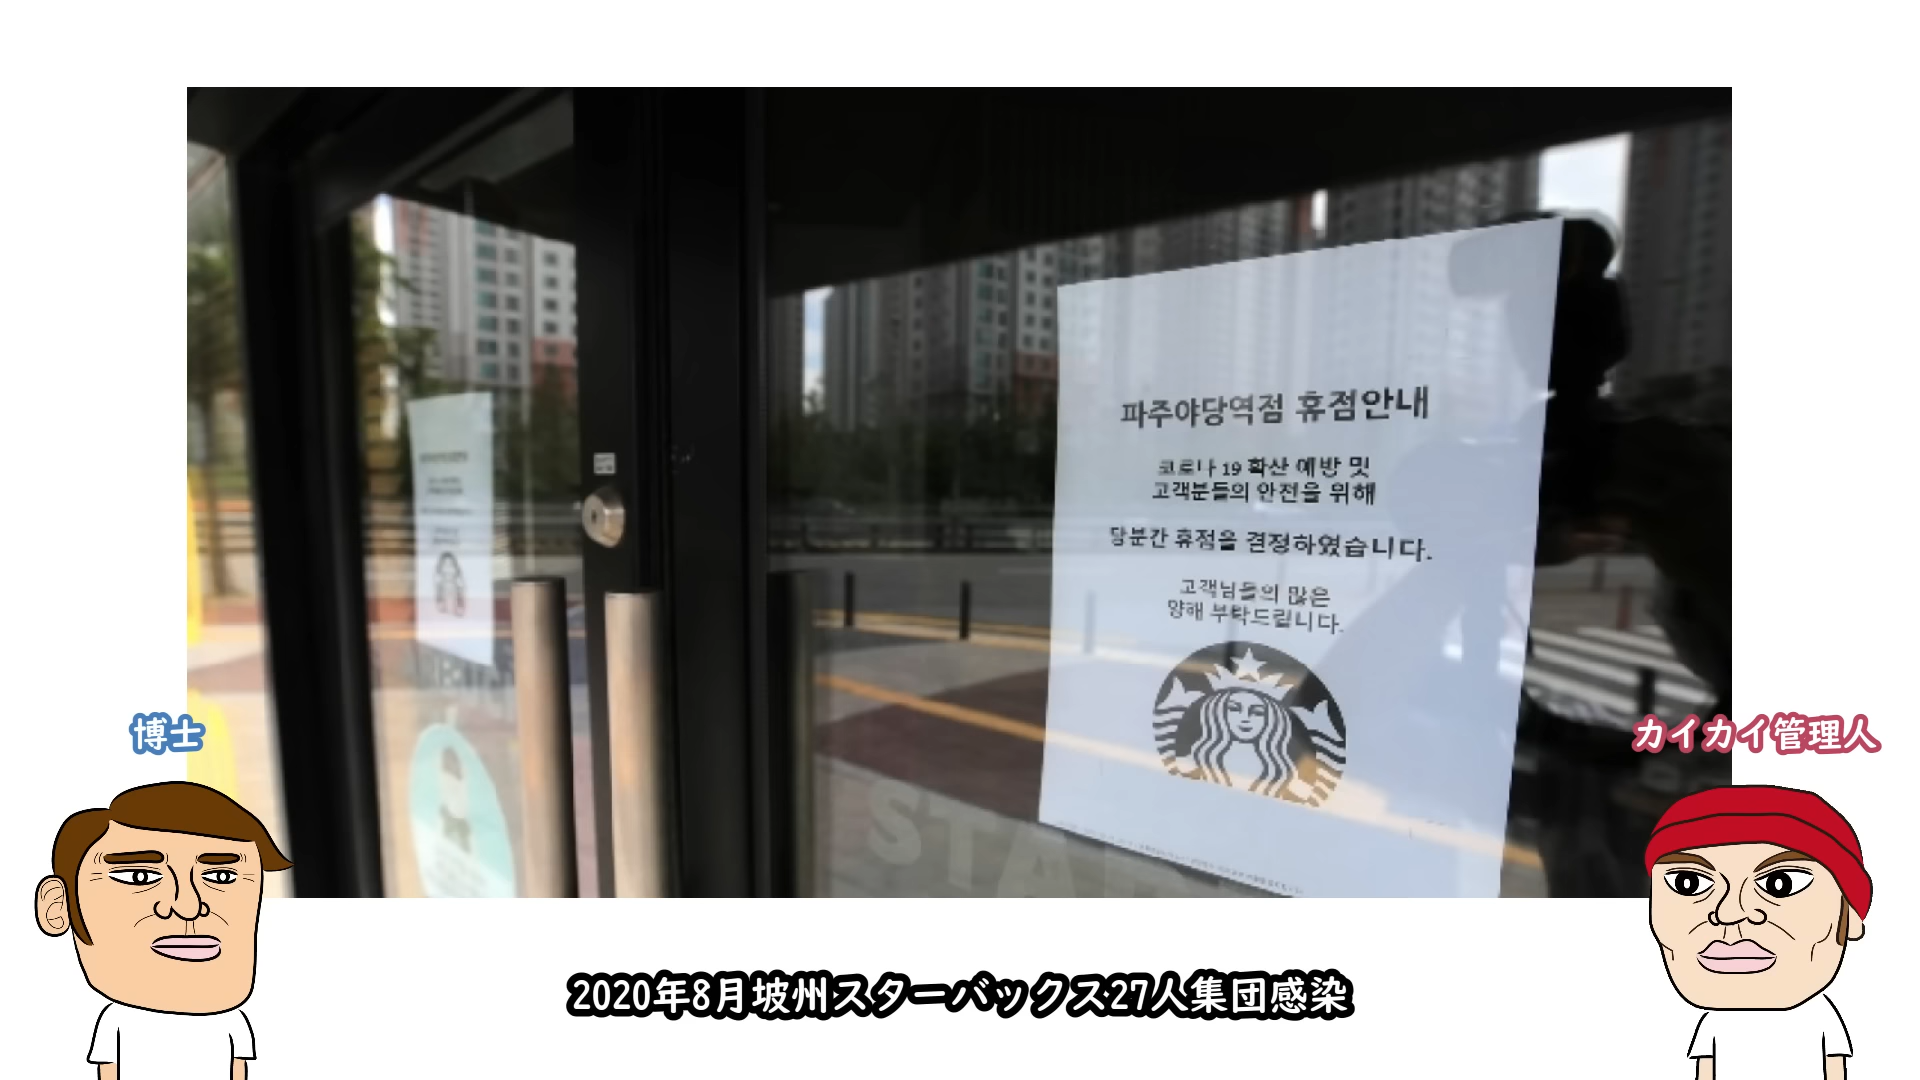 파주야당역점 휴점안내
코로나 19 확산 예방 및
고객분들의 안전을 위해
당분간 휴점을 결정하였습니다.
고객님들의 많은
양해 부탁드립니다.
STAR
博士
カイカイ管理人
2020年8月坡州スターバックス27人集団感染